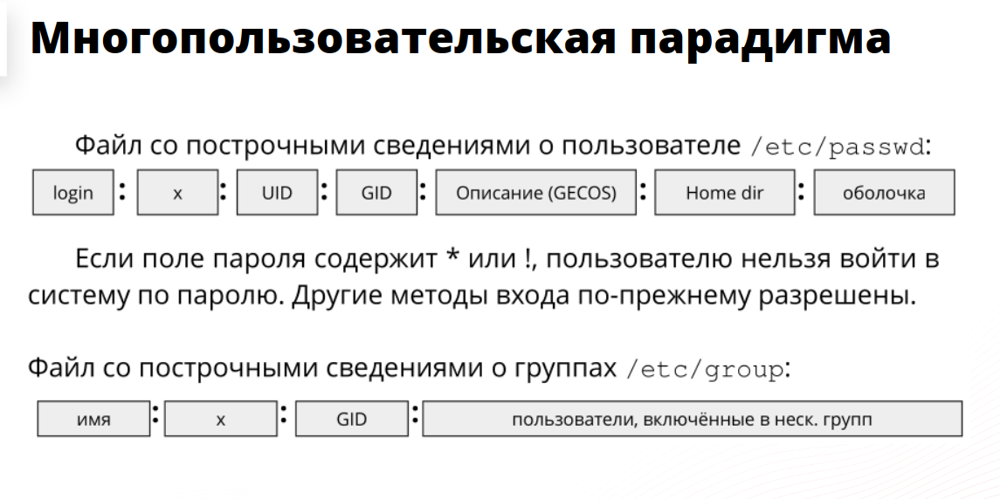 Многопользовательская парадигма
Файл со построчными сведениями о пользователе /etc/passwd:
login : x : UID : GID : Описание (GECOS) : Home dir : оболочка
Если поле пароля содержит * или !, пользователю нельзя войти в
систему по паролю. Другие методы входа по-прежнему разрешены.
Файл со построчными сведениями о группах /etc/group:
имя : x : GID : пользователи, включённые в неск. групп